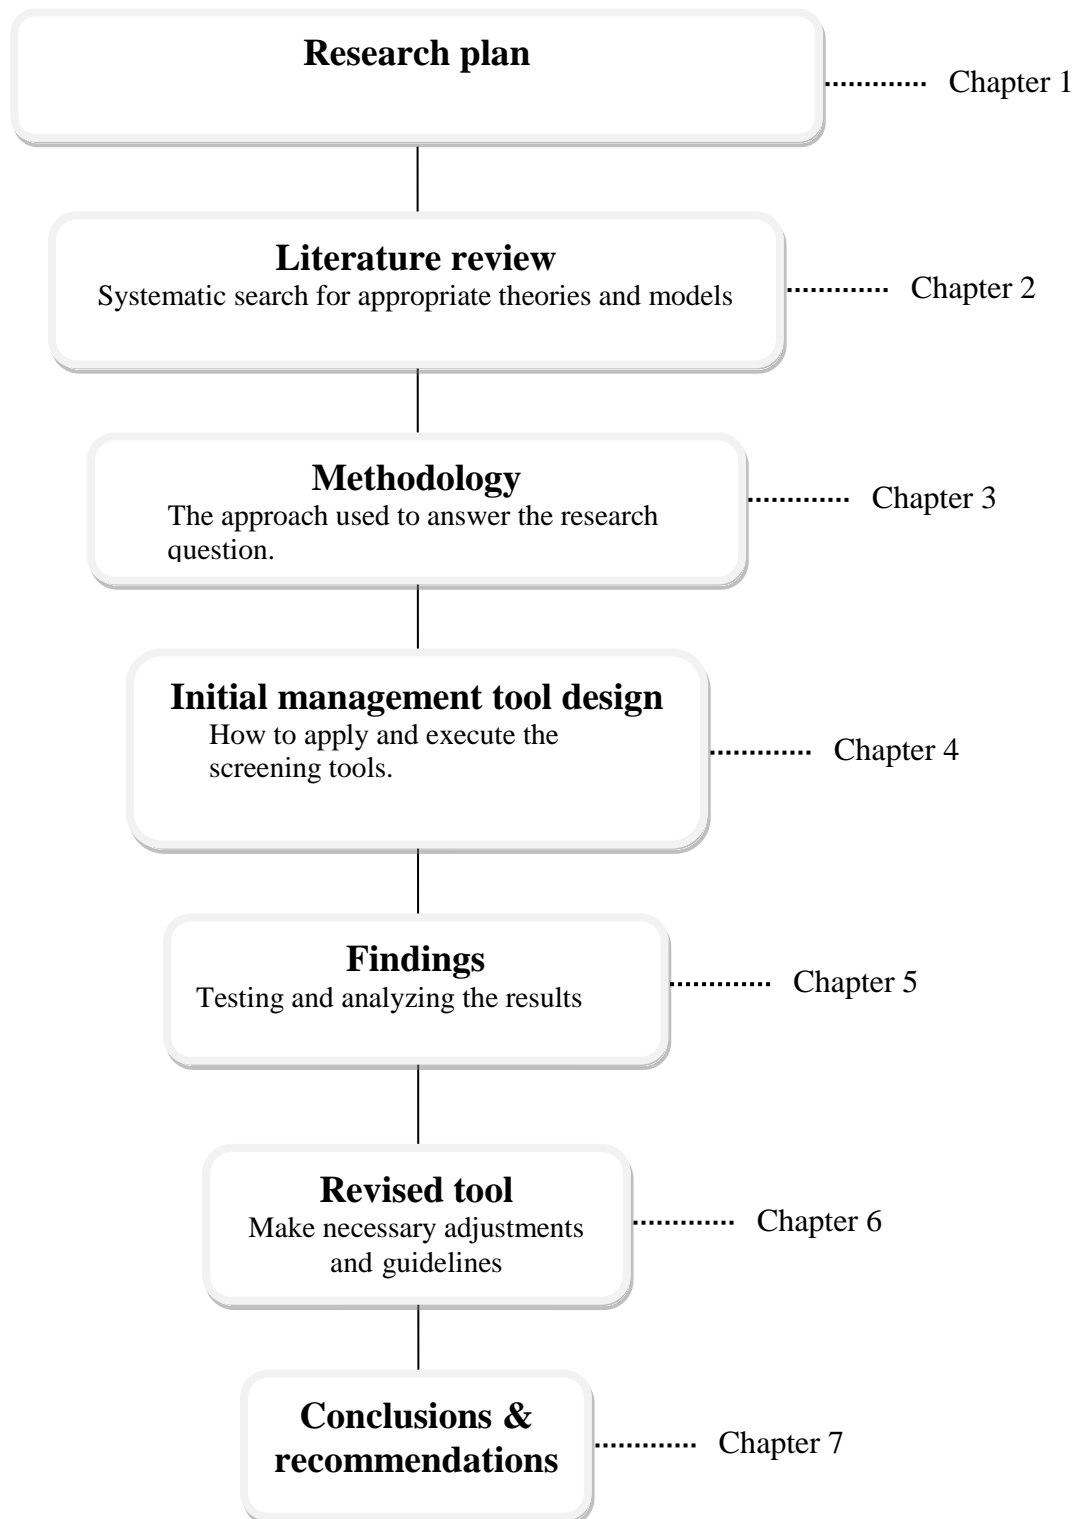 Research plan
Chapter 1
Literature review
Systematic search for appropriate theories and models
Chapter 2
Methodology
The approach used to answer the research
question.
Chapter 3
Initial management tool design
How to apply and execute the
screening tools.
Chapter 4
Findings
Testing and analyzing the results
Chapter 5
Revised tool
Make necessary adjustments
and guidelines
Chapter 6
Conclusions &
recommendations
Chapter 7